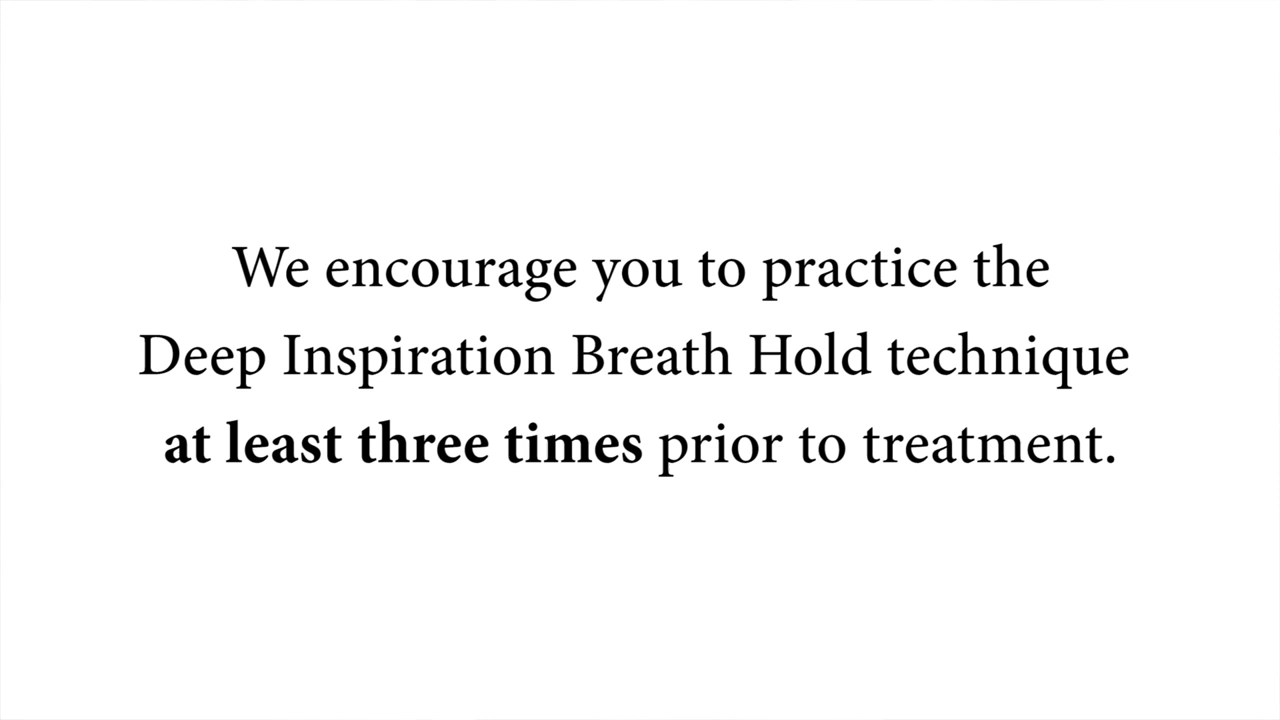 We encourage you to practice the
Deep Inspiration Breath Hold technique
at least three times prior to treatment.